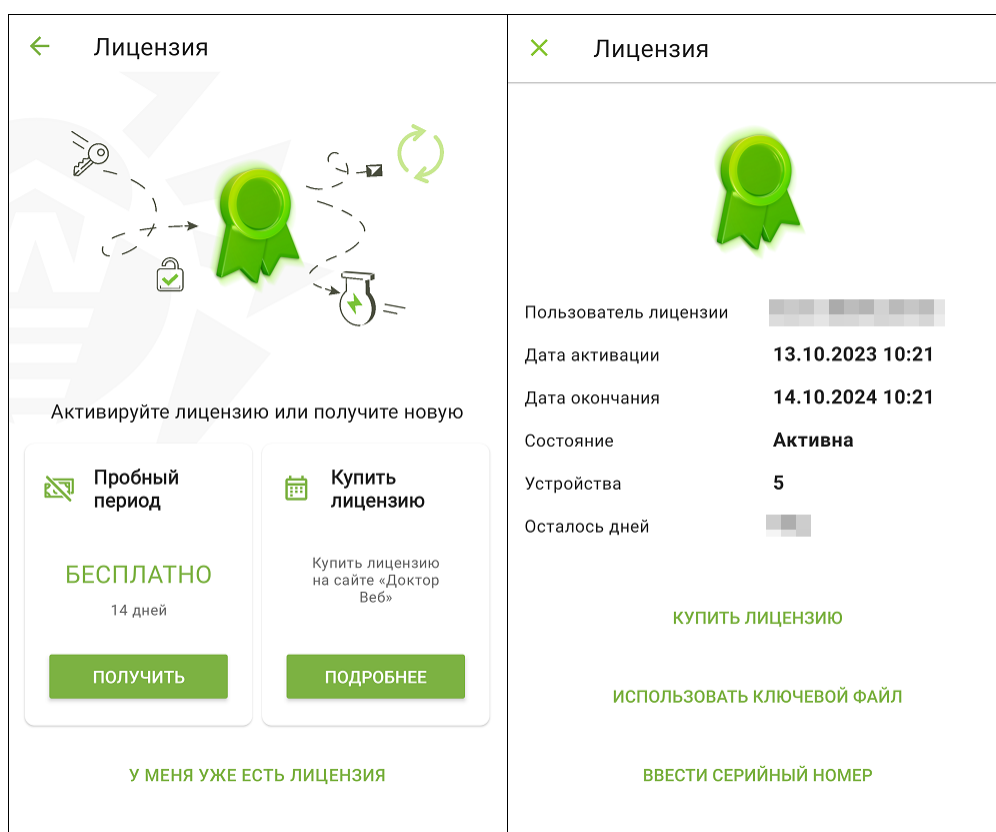 Лицензия
Активируйте лицензию или получите новую
Пробный
период
БЕСПЛАТНО
14 дней
ПОЛУЧИТЬ
Купить
лицензию
Купить лицензию
на сайте «Доктор
Веб»
ПОДРОБНЕЕ
У МЕНЯ УЖЕ ЕСТЬ ЛИЦЕНЗИЯ
Лицензия
Пользователь лицензии
Дата активации 13.10.2023 10:21
Дата окончания 14.10.2024 10:21
Состояние Активна
Устройства 5
Осталось дней
КУПИТЬ ЛИЦЕНЗИЮ
ИСПОЛЬЗОВАТЬ КЛЮЧЕВОЙ ФАЙЛ
ВВЕСТИ СЕРИЙНЫЙ НОМЕР